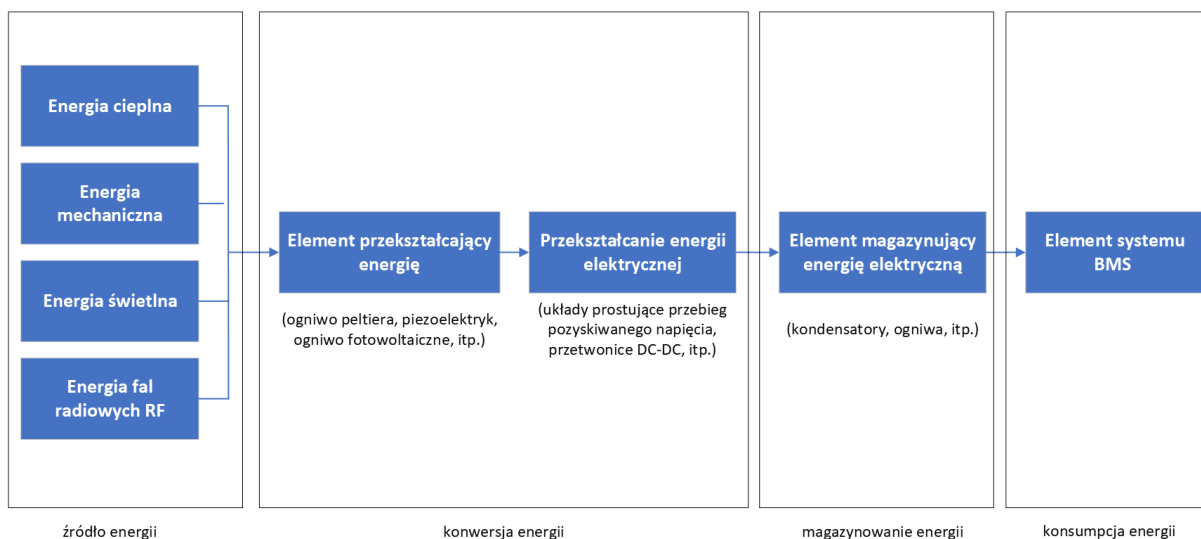 Energia cieplna
Energia
mechaniczna
Energia świetlna
Energia fal
radiowych RF
Element przekształcający
energię
(ogniwo peltiera, piezoelektryk,
ogniwo fotowoltaiczne, itp.)
Przekształcanie energii
elektrycznej
(układy prostujące przebieg
pozyskiwanego napięcia,
przetwonice DC-DC, itp.)
Element magazynujący
energię elektryczną
(kondensatory, ogniwa, itp.)
Element systemu
BMS
źródło energii
konwersja energii
magazynowanie energii
konsumpcja energii